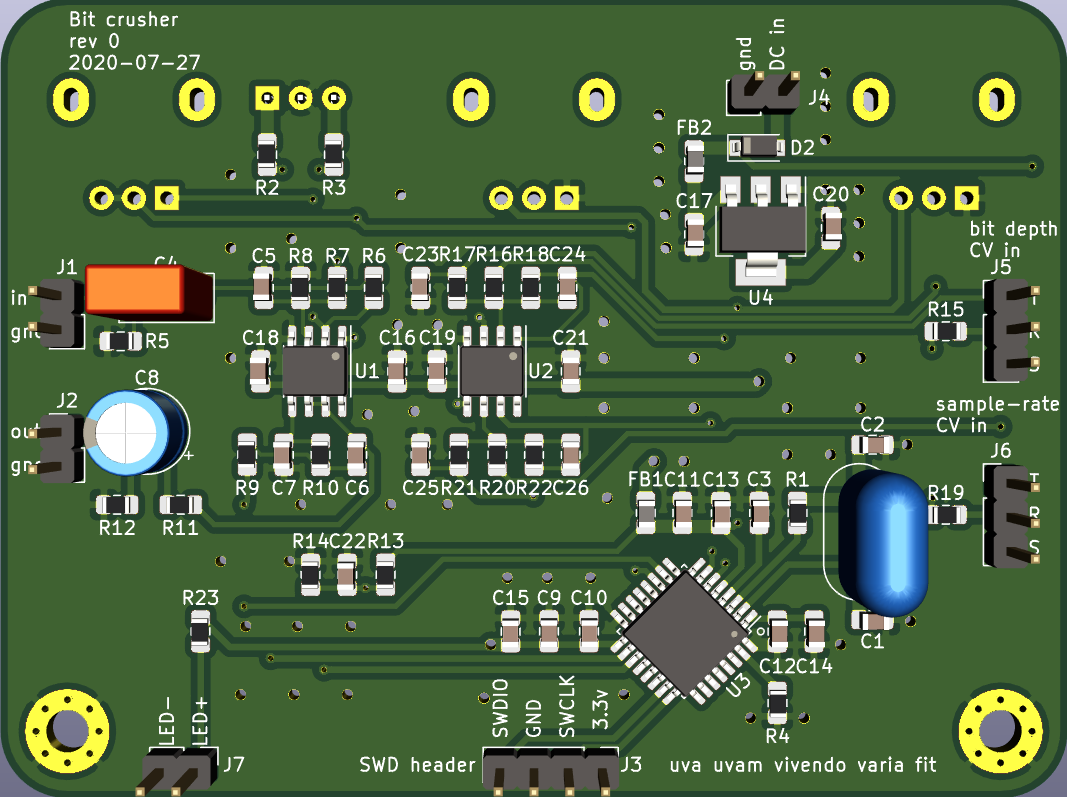 Bit crusher
rev 0
2020-07-27
gnd
DC in
J4
FB2
D2
R2
R3
C17
C20
bit depth
CV in
J5
J1
C4
C5
R8
R7
R6
C23
R17
R16
R18
C24
U4
in
gnd
R5
R15
T
R
S
C18
U1
C16
C19
U2
C21
J2
C8
out
gnd
+
sample-rate
CV in
J6
C2
R9
C7
R10
C6
C25
R21
R20
R22
C26
FB1
C11
C13
C3
R1
R19
T
R
S
R12
R11
R14
C22
R13
R23
C15
C9
C10
C12
C14
C1
U3
R4
LED-
LED+
J7
SWDIO
GND
SWCLK
3.3v
SWD header
J3
uva uvam vivendo varia fit